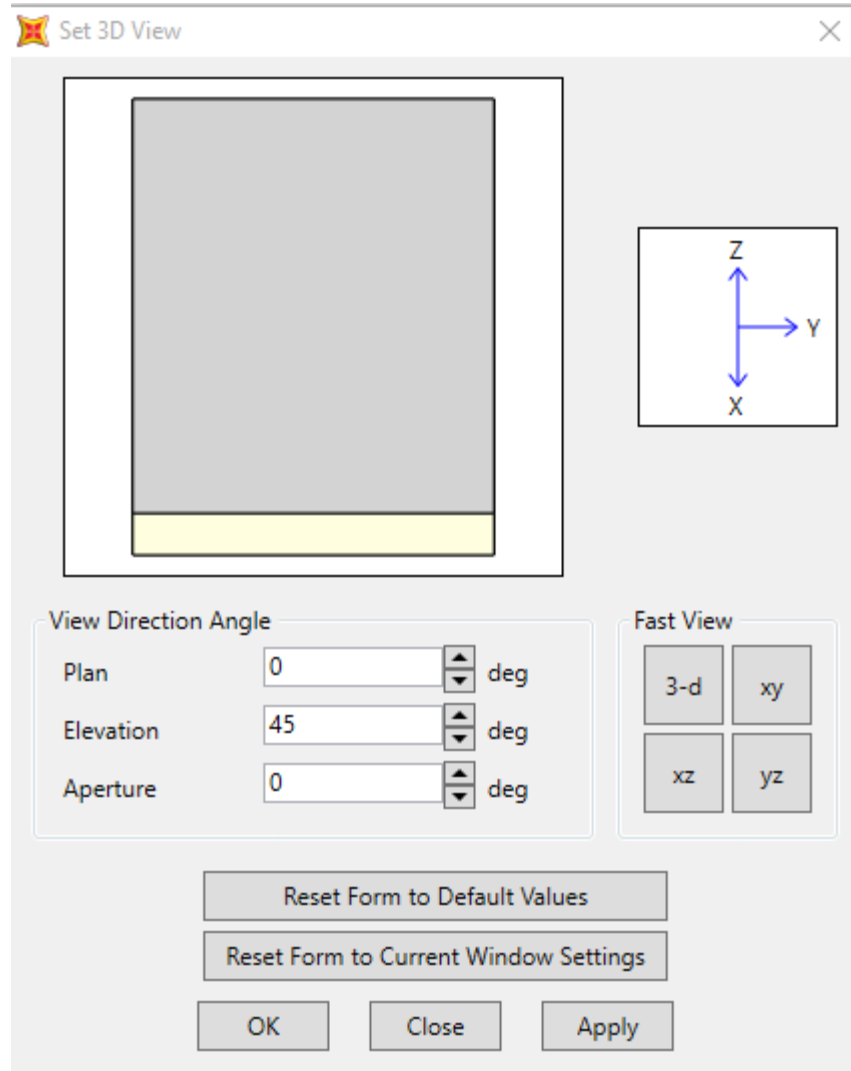 Set 3D View
Z
Y
X
View Direction Angle
Plan 0 deg
Elevation 45 deg
Aperture 0 deg
Fast View
3-d xy
xz yz
Reset Form to Default Values
Reset Form to Current Window Settings
OK Close Apply